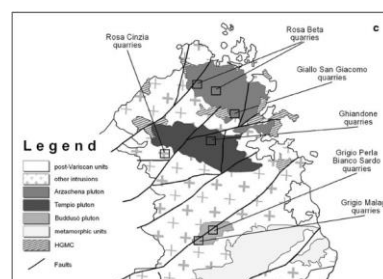 c
Rosa Cinzia
quarries
Rosa Beta
quarries
Giallo San Giacomo
quarries
Ghiandone
quarries
Grigio Perla
Bianco Sardo
quarries
Grigio Malag
quarries
Legend
post-Variscan units
other intrusions
Arzachena pluton
Tempio pluton
Buddusò pluton
metamorphic units
HGMC
Faults